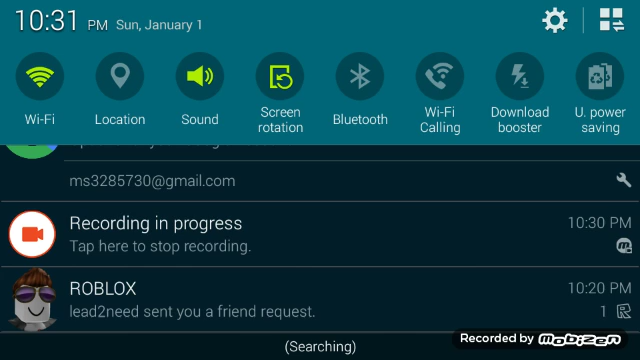 10:31 PM Sun, January 1
Wi-Fi
Location
Sound
Screen
rotation
Bluetooth
Wi-Fi
Calling
Download
booster
U. power
saving
ms3285730@gmail.com
Recording in progress 10:30 PM
Tap here to stop recording.
ROBLOX 10:20 PM
lead2need sent you a friend request. 1
(Searching)
Recorded by Mobizen